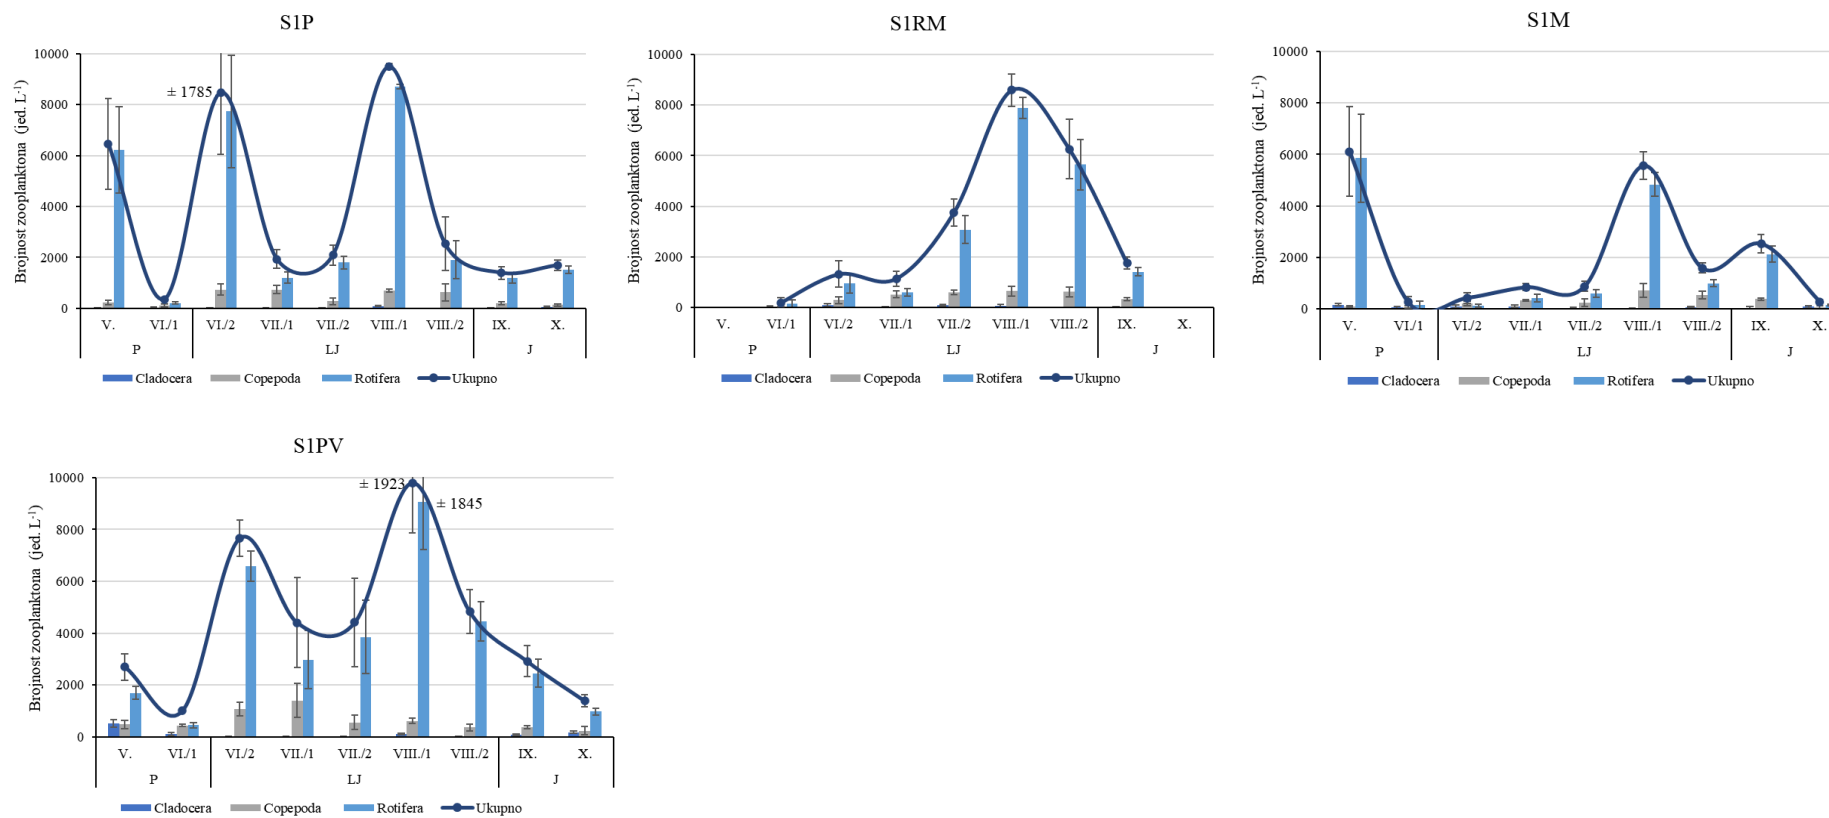 S1P
Brojnost zooplanktona (jed. L⁻¹)
10000
8000
6000
4000
2000
0
± 1785
V. VI./1 VI./2 VII./1 VII./2 VIII./1 VIII./2 IX. X.
P LJ J
Cladocera Copepoda Rotifera Ukupno
S1RM
Brojnost zooplanktona (jed. L⁻¹)
10000
8000
6000
4000
2000
0
V. VI./1 VI./2 VII./1 VII./2 VIII./1 VIII./2 IX. X.
P LJ J
Cladocera Copepoda Rotifera Ukupno
S1M
Brojnost zooplanktona (jed. L⁻¹)
10000
8000
6000
4000
2000
0
V. VI./1 VI./2 VII./1 VII./2 VIII./1 VIII./2 IX. X.
P LJ J
Cladocera Copepoda Rotifera Ukupno
S1PV
Brojnost zooplanktona (jed. L⁻¹)
10000
8000
6000
4000
2000
0
± 1923
± 1845
V. VI./1 VI./2 VII./1 VII./2 VIII./1 VIII./2 IX. X.
P LJ J
Cladocera Copepoda Rotifera Ukupno